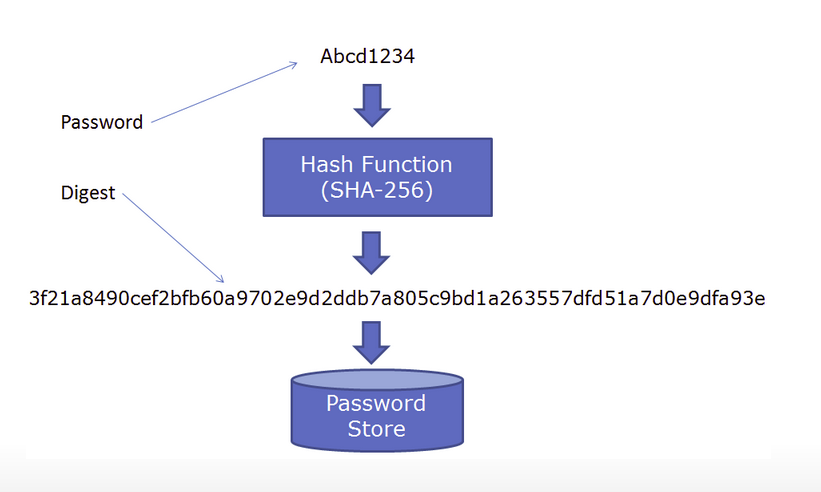 Abcd1234
Password
Hash Function
(SHA-256)
Digest
3f21a8490cef2bfb60a9702e9d2ddb7a805c9bd1a263557dfd51a7d0e9dfa93e
Password
Store